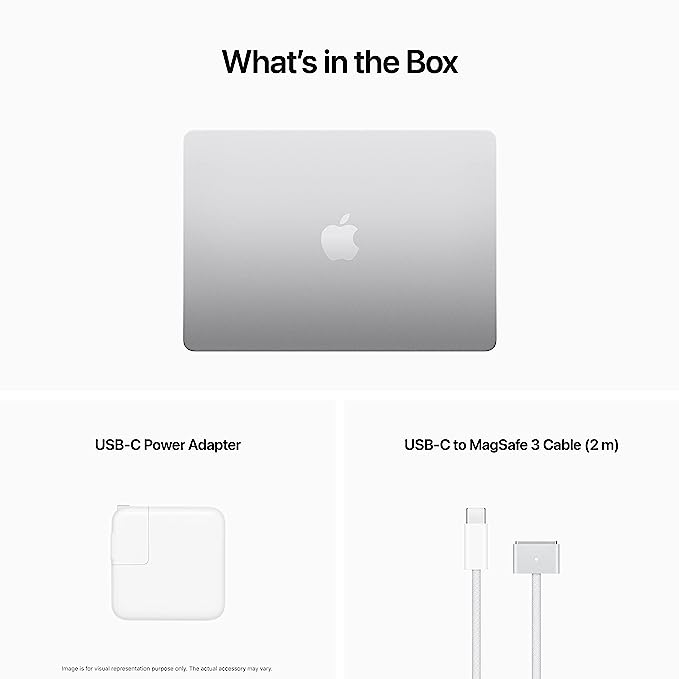 What’s in the Box
USB-C Power Adapter
USB-C to MagSafe 3 Cable (2 m)
Image is for visual representation purpose only. The actual accessory may vary.